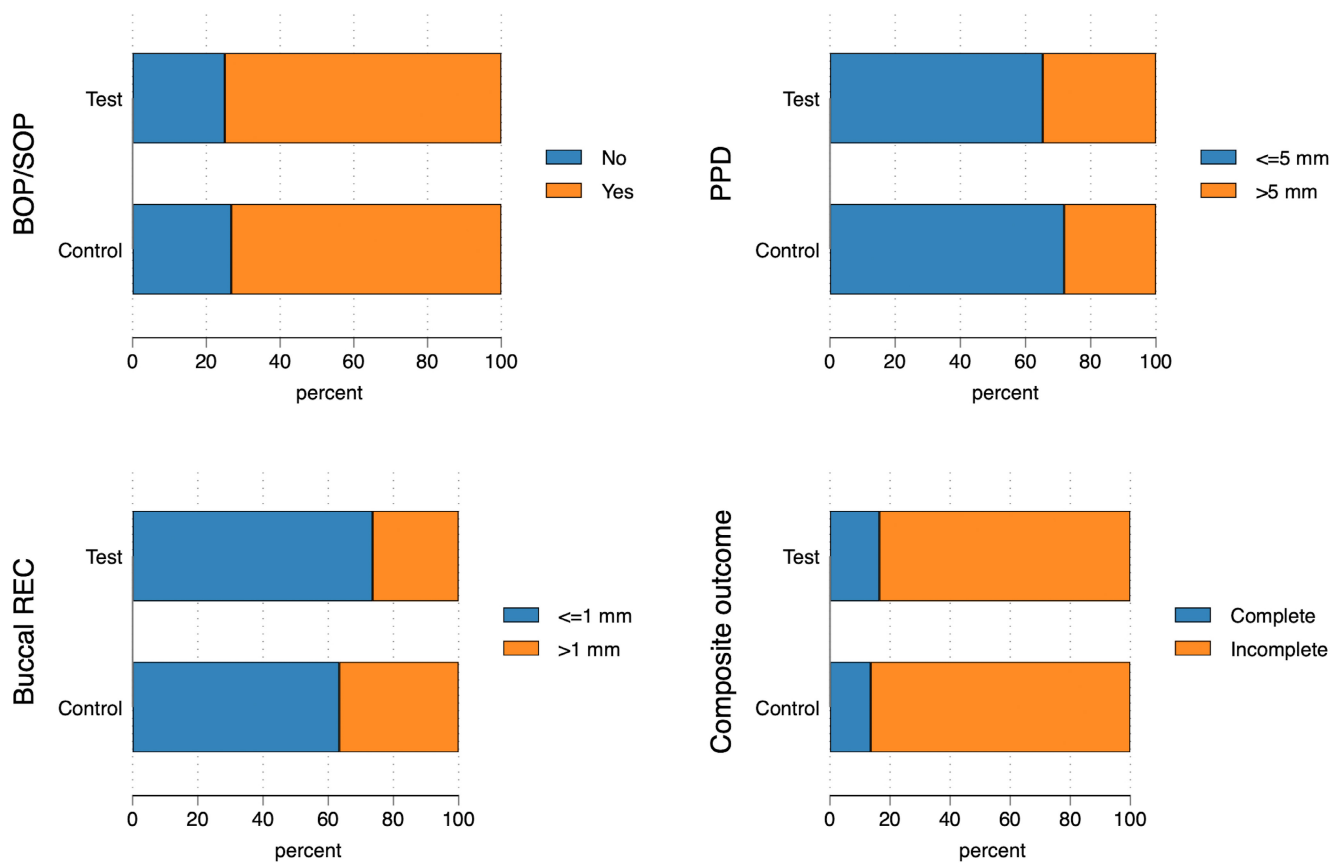 BOP/SOP
Test
Control
0 20 40 60 80 100
percent
No
Yes
PPD
Test
Control
0 20 40 60 80 100
percent
<=5 mm
>5 mm
Buccal REC
Test
Control
0 20 40 60 80 100
percent
<=1 mm
>1 mm
Composite outcome
Test
Control
0 20 40 60 80 100
percent
Complete
Incomplete